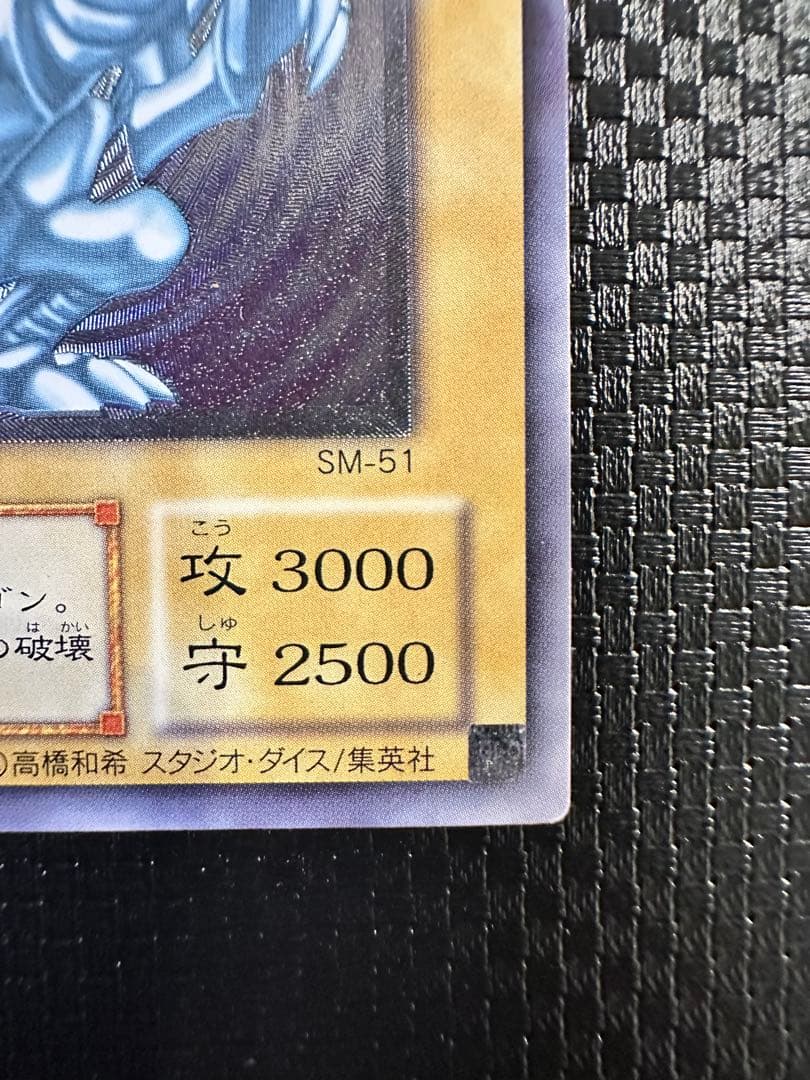 SM-51
こう
攻 3000
しゅ
守 2500
ゴン。
は かい
の破壊
高橋和希 スタジオ・ダイス/集英社